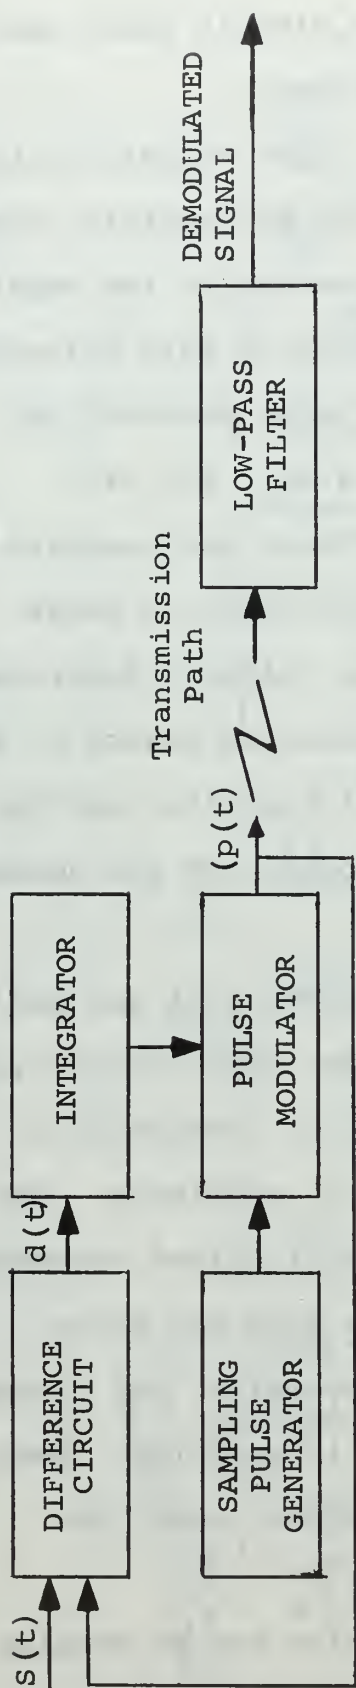 S(t)
DIFFERENCE
CIRCUIT
d(t)
INTEGRATOR
SAMPLING
PULSE
GENERATOR
PULSE
MODULATOR
(p(t)
Transmission
Path
LOW-PASS
FILTER
DEMODULATED
SIGNAL